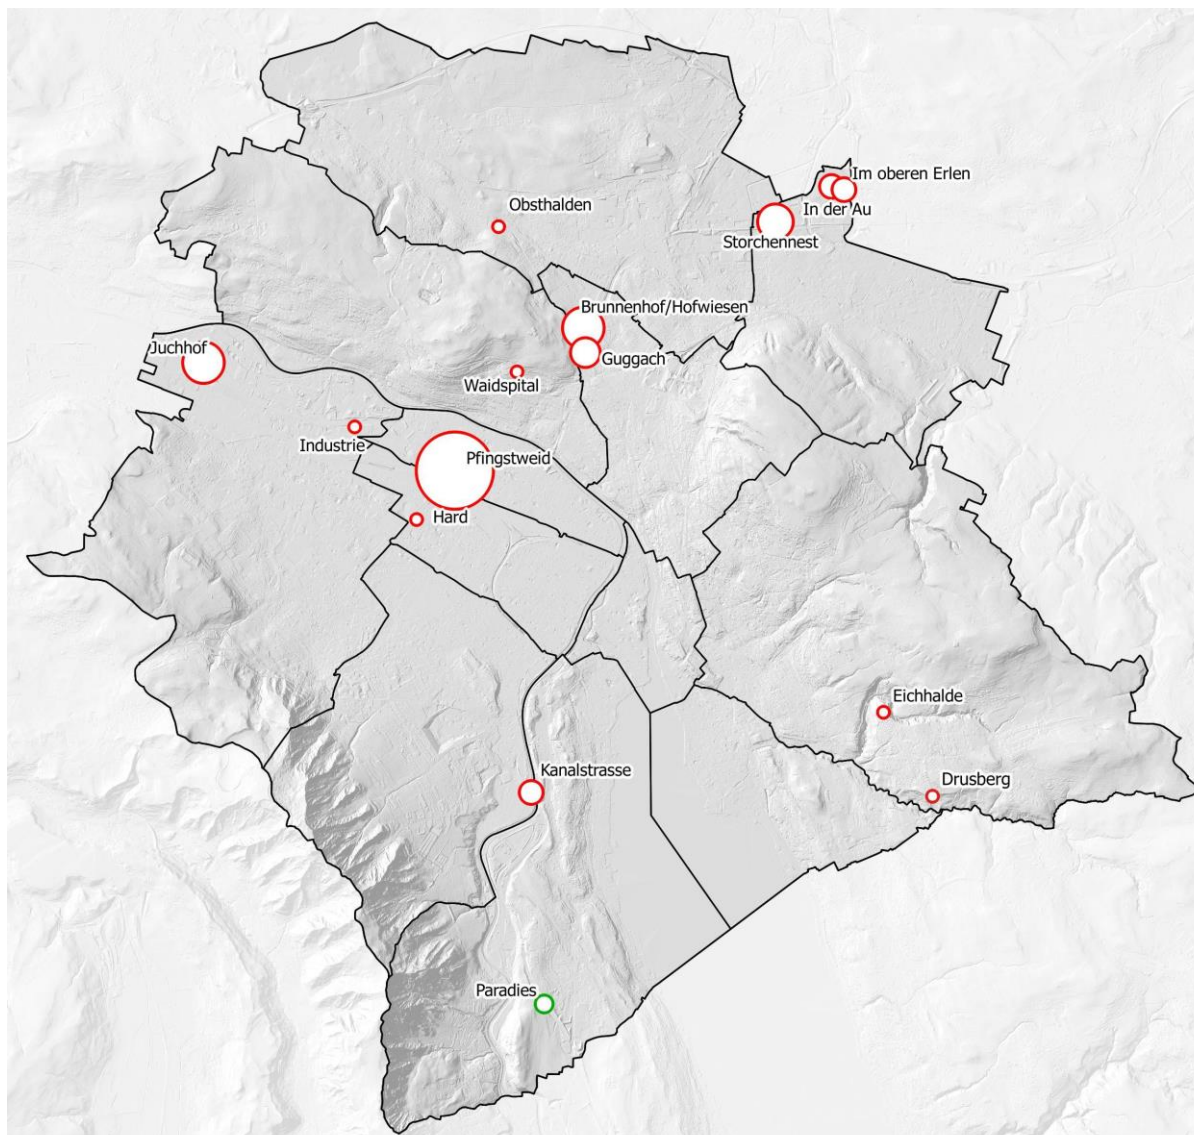 Im oberen Erlen
Obsthalden
In der Au
Storchennest
Brunnenhof/Hofwiesen
Juchhof
Guggach
Waidspital
Industrie
Pfingstweid
Hard
Eichhalde
Kanalstrasse
Drusberg
Paradies